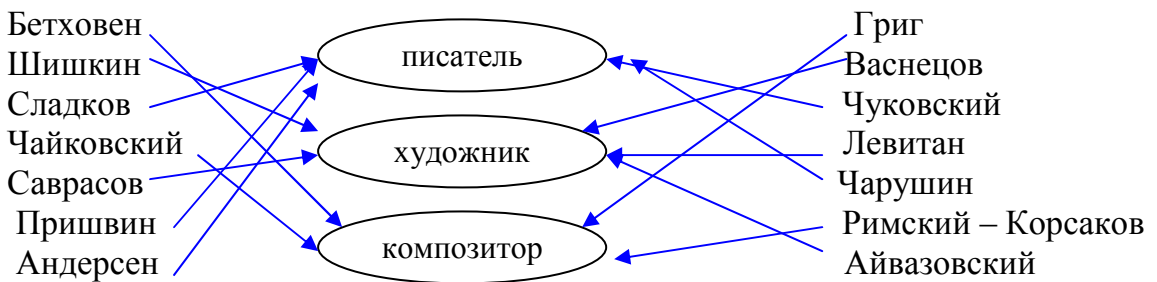 Бетховен
Шишкин
Сладков
Чайковский
Саврасов
Пришвин
Андерсен
писатель
художник
композитор
Григ
Васнецов
Чуковский
Левитан
Чарушин
Римский – Корсаков
Айвазовский